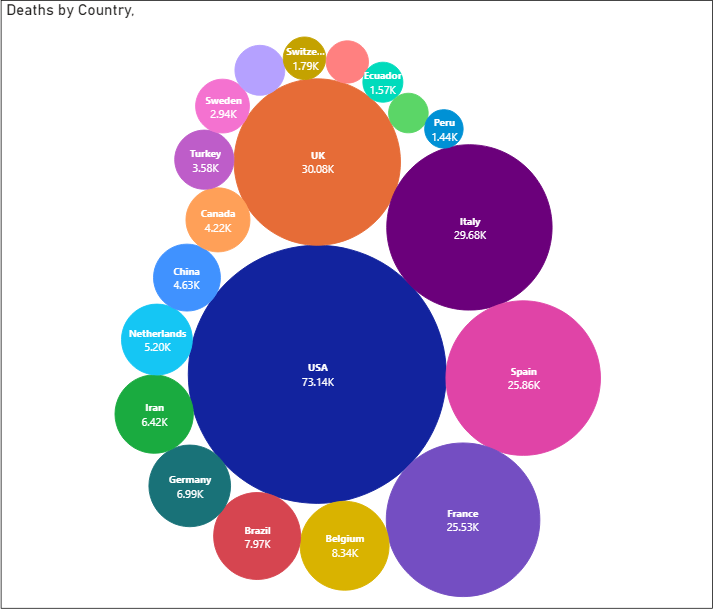 Deaths by Country,
Switze...
1.79K
Ecuador
1.57K
Sweden
2.94K
Peru
1.44K
UK
30.08K
Turkey
3.58K
Canada
4.22K
Italy
29.68K
China
4.63K
Netherlands
5.20K
USA
73.14K
Spain
25.86K
Iran
6.42K
Germany
6.99K
France
25.53K
Brazil
7.97K
Belgium
8.34K